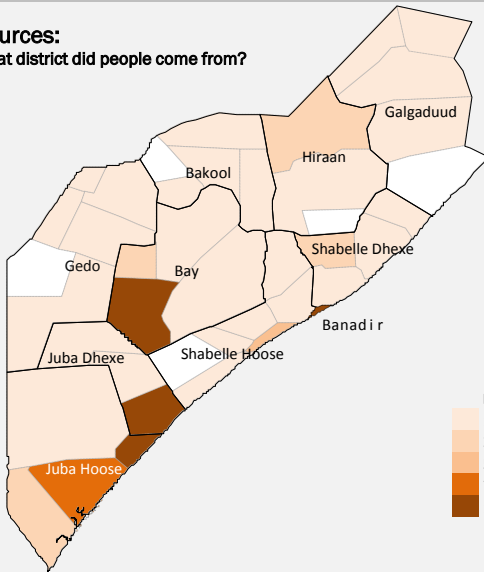 urces:
at district did people come from?
Galgaduud
Hiraan
Bakool
Shabelle Dhexe
Gedo
Bay
Banadir
Shabelle Hoose
Juba Dhexe
Juba Hoose